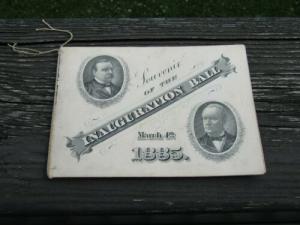 Souvenir
OF THE
INAUGURATION BALL
March 4th
1885.